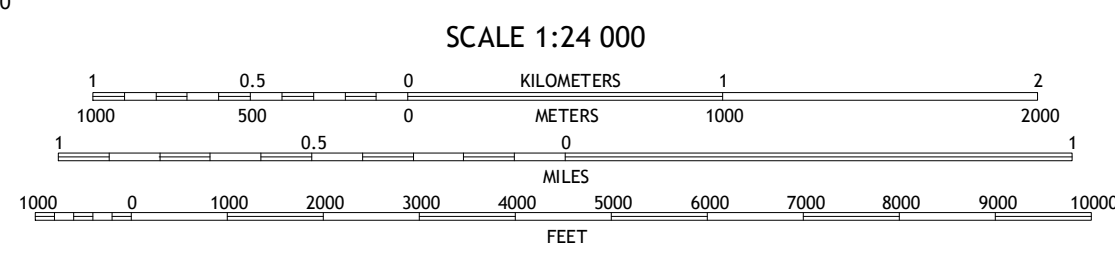 0
SCALE 1:24 000
1 0.5 0 KILOMETERS 1 2
1000 500 0 METERS 1000 2000
1 0.5 0 1
MILES
1000 0 1000 2000 3000 4000 5000 6000 7000 8000 9000 10000
FEET